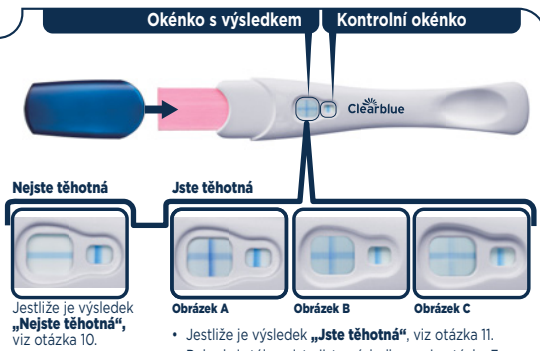 Okénko s výsledkem
Kontrolní okénko
Clearblue
Nejste těhotná
Jste těhotná
Jestliže je výsledek
„Nejste těhotná“,
viz otázka 10.
Obrázek A
Obrázek B
Obrázek C
• Jestliže je výsledek „Jste těhotná“, viz otázka 11.